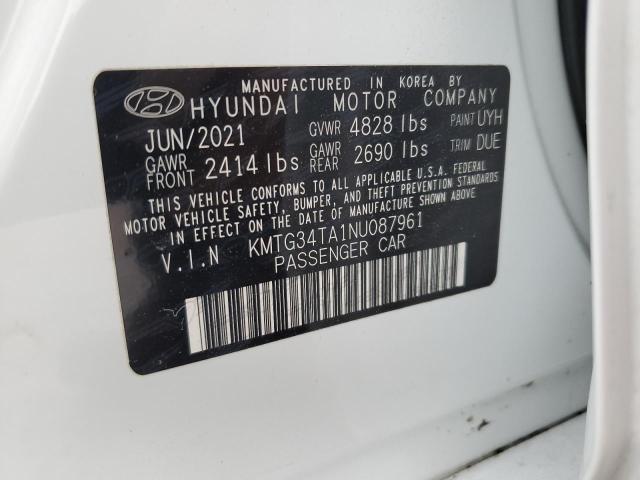 MANUFACTURED IN KOREA BY
HYUNDAI MOTOR COMPANY
JUN/2021 GVWR 4828 lbs PAINT UYH
GAWR FRONT 2414 lbs GAWR REAR 2690 lbs TRIM DUE
THIS VEHICLE CONFORMS TO ALL APPLICABLE U.S.A. FEDERAL
MOTOR VEHICLE SAFETY, BUMPER, AND THEFT PREVENTION STANDARDS
IN EFFECT ON THE DATE OF MANUFACTURE SHOWN ABOVE.
V.I.N KMTG34TA1NU087961
PASSENGER CAR